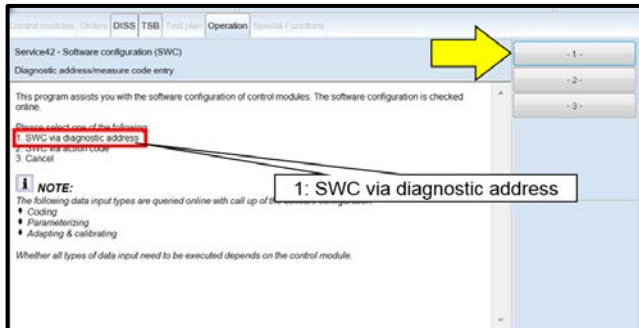 Control modules Orders DISS TSB Test plan Operation Special Functions
Service42 - Software configuration (SWC)
Diagnostic address/measure code entry
- 1 -
- 2 -
- 3 -
This program assists you with the software configuration of control modules. The software configuration is checked
online.
Please select one of the following:
1. SWC via diagnostic address
2. SWC via action code
3. Cancel
1: SWC via diagnostic address
i NOTE:
The following data input types are queried online with call up of the software configuration:
Coding
Parameterizing
Adapting & calibrating
Whether all types of data input need to be executed depends on the control module.